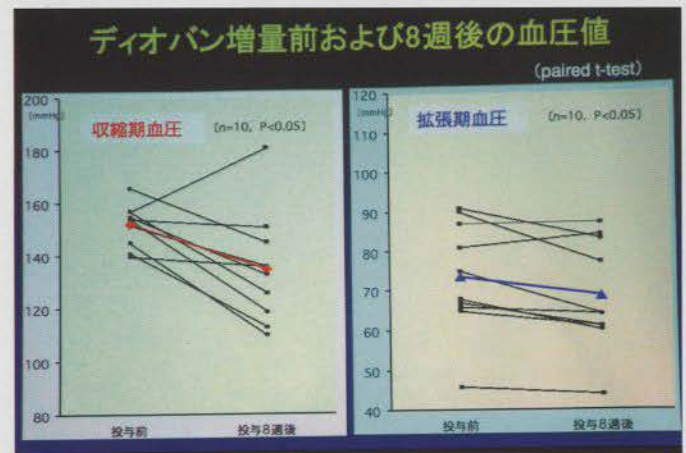 ディオバン増量前および8週後の血圧値
(paired t-test)
200
[mmHg]
収縮期血圧 [n=10, P<0.05]
180
160
140
120
100
80
投与前 投与8週後
120
[mmHg]
110
拡張期血圧 [n=10, P<0.05]
100
90
80
70
60
50
40
投与前 投与8週後